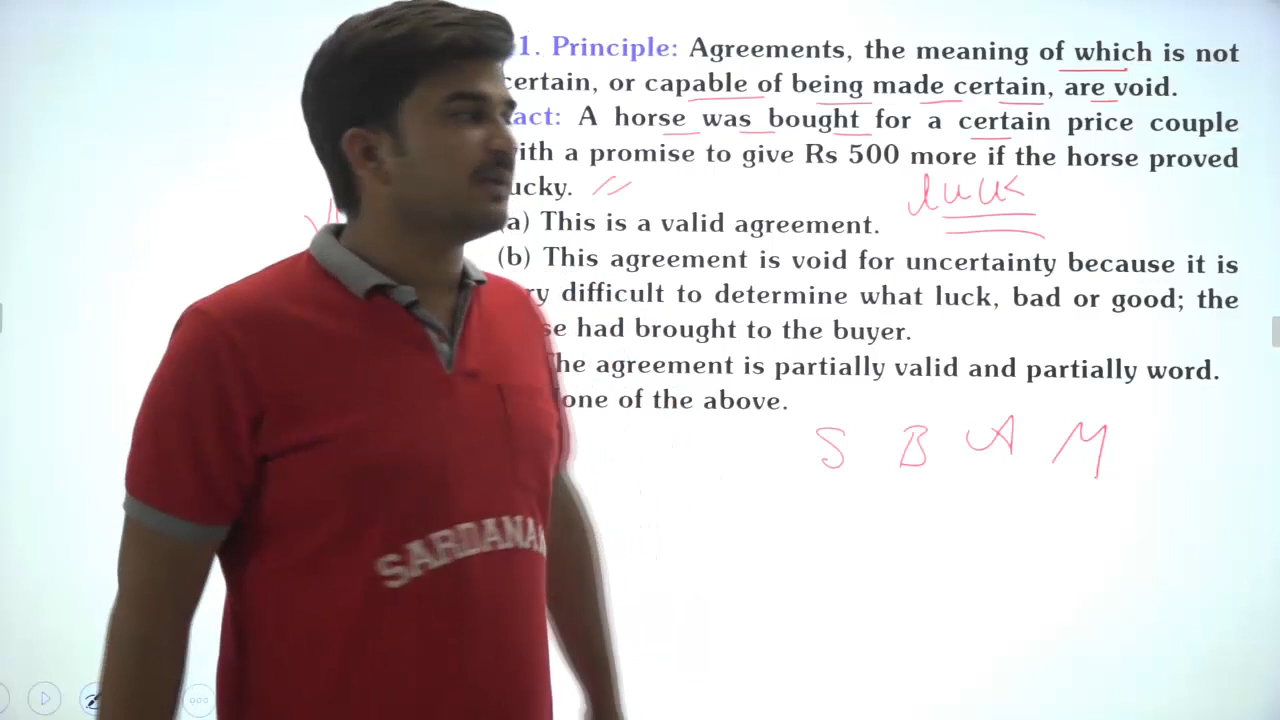 1. Principle: Agreements, the meaning of which is not
certain, or capable of being made certain, are void.
act: A horse was bought for a certain price couple
ith a promise to give Rs 500 more if the horse proved
ucky.
luck
(a) This is a valid agreement.
(b) This agreement is void for uncertainty because it is
ry difficult to determine what luck, bad or good; the
se had brought to the buyer.
he agreement is partially valid and partially word.
one of the above.
S B A M
SARDANA